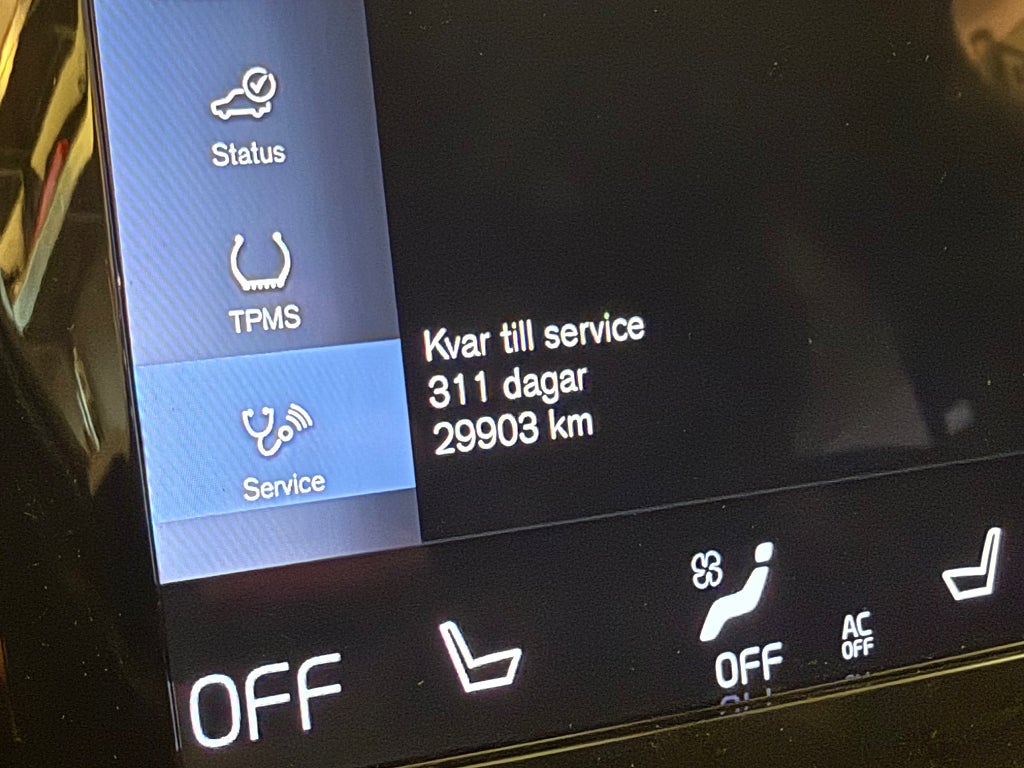 Status
TPMS
Service
Kvar till service
311 dagar
29903 km
OFF
OFF
AC
OFF